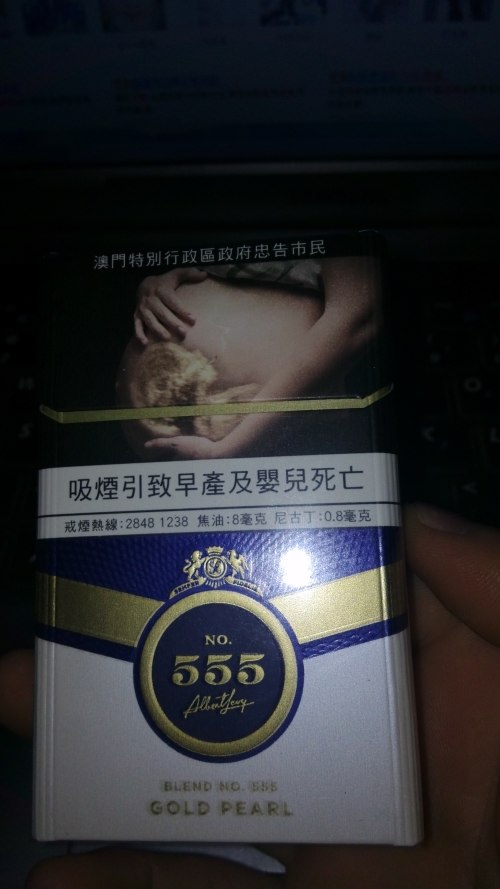 澳門特別行政區政府忠告市民
吸煙引致早產及嬰兒死亡
戒煙熱線:2848 1238 焦油:8毫克 尼古丁:0.8毫克
NO.
555
Albert Levy
BLEND NO. 555
GOLD PEARL